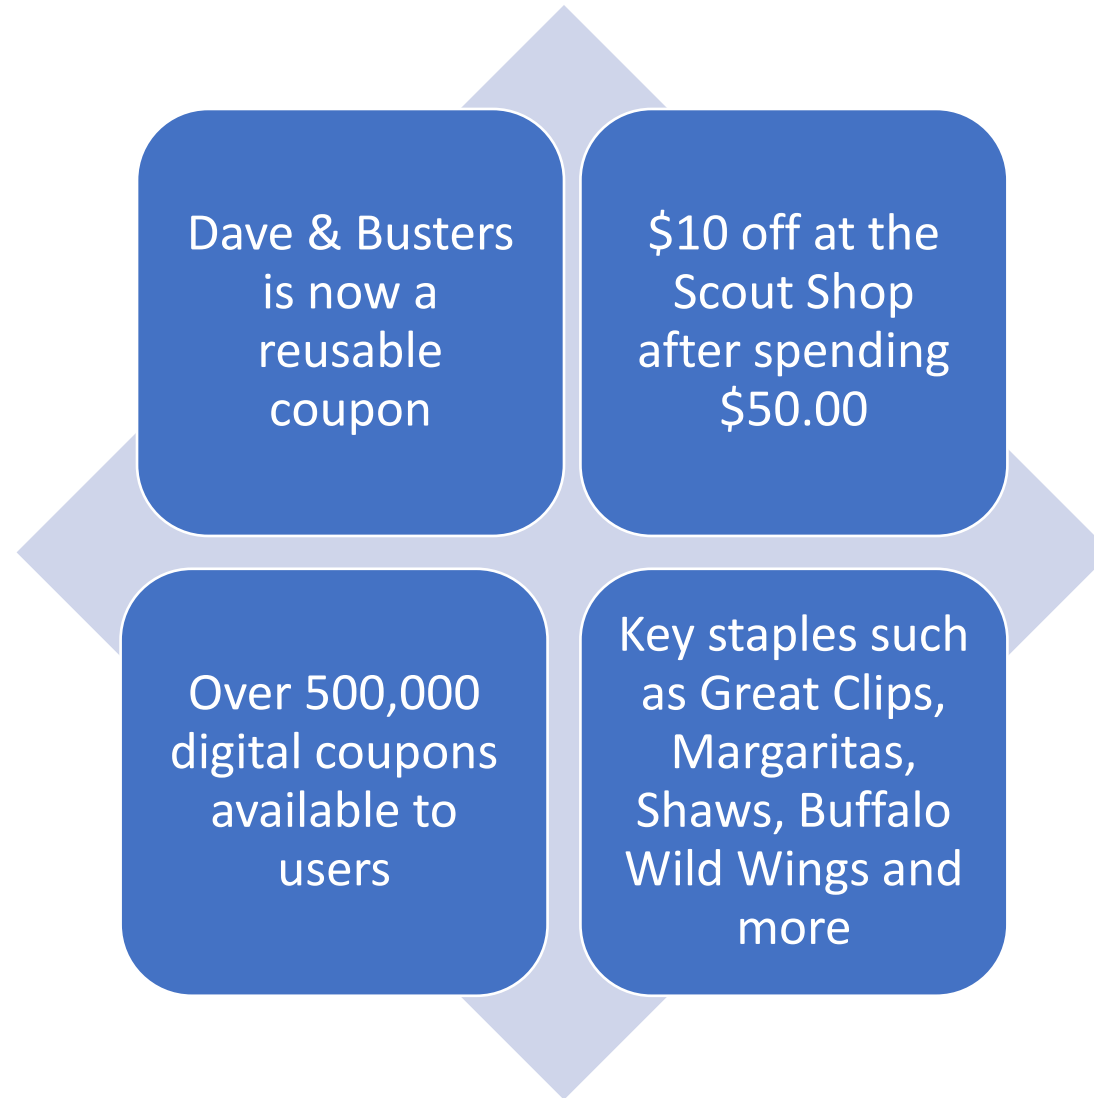 Dave & Busters
is now a
reusable
coupon
$10 off at the
Scout Shop
after spending
$50.00
Over 500,000
digital coupons
available to
users
Key staples such
as Great Clips,
Margaritas,
Shaws, Buffalo
Wild Wings and
more